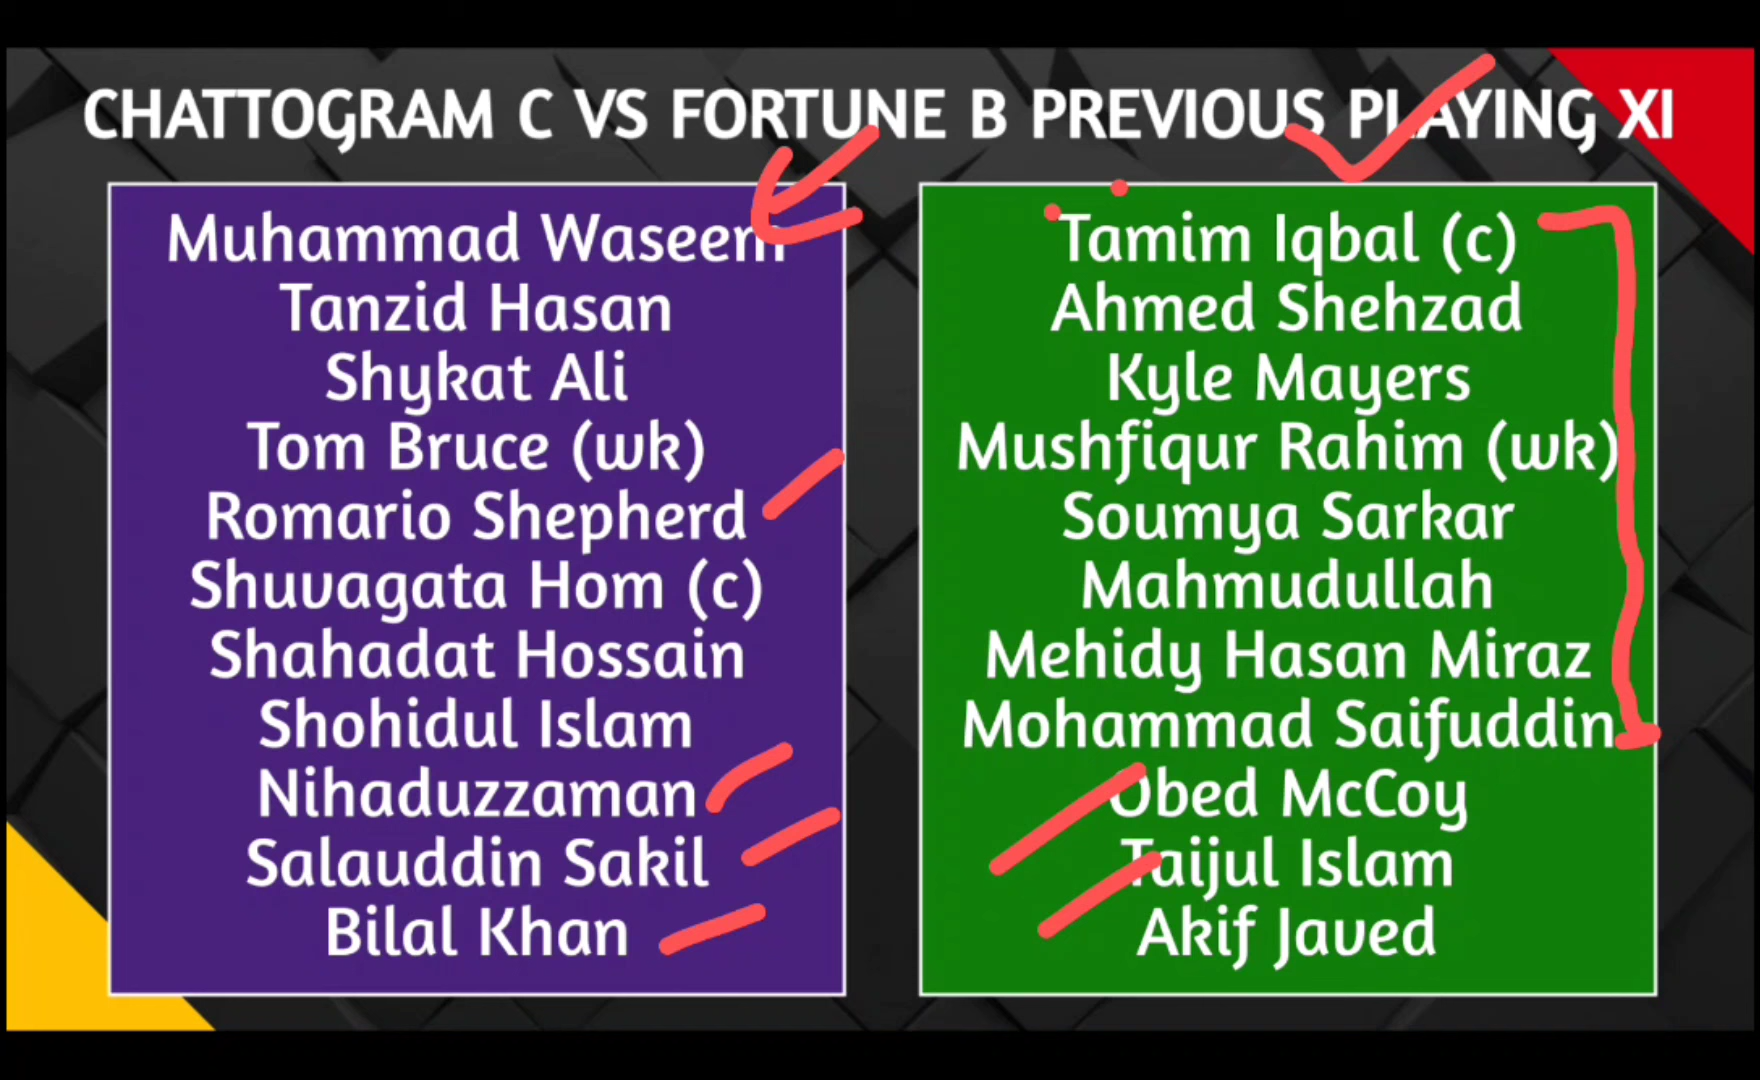 CHATTOGRAM C VS FORTUNE B PREVIOUS PLAYING XI
Muhammad Waseem
Tanzid Hasan
Shykat Ali
Tom Bruce (wk)
Romario Shepherd
Shuvagata Hom (c)
Shahadat Hossain
Shohidul Islam
Nihaduzzaman
Salauddin Sakil
Bilal Khan
Tamim Iqbal (c)
Ahmed Shehzad
Kyle Mayers
Mushfiqur Rahim (wk)
Soumya Sarkar
Mahmudullah
Mehidy Hasan Miraz
Mohammad Saifuddin
Obed McCoy
Taijul Islam
Akif Javed